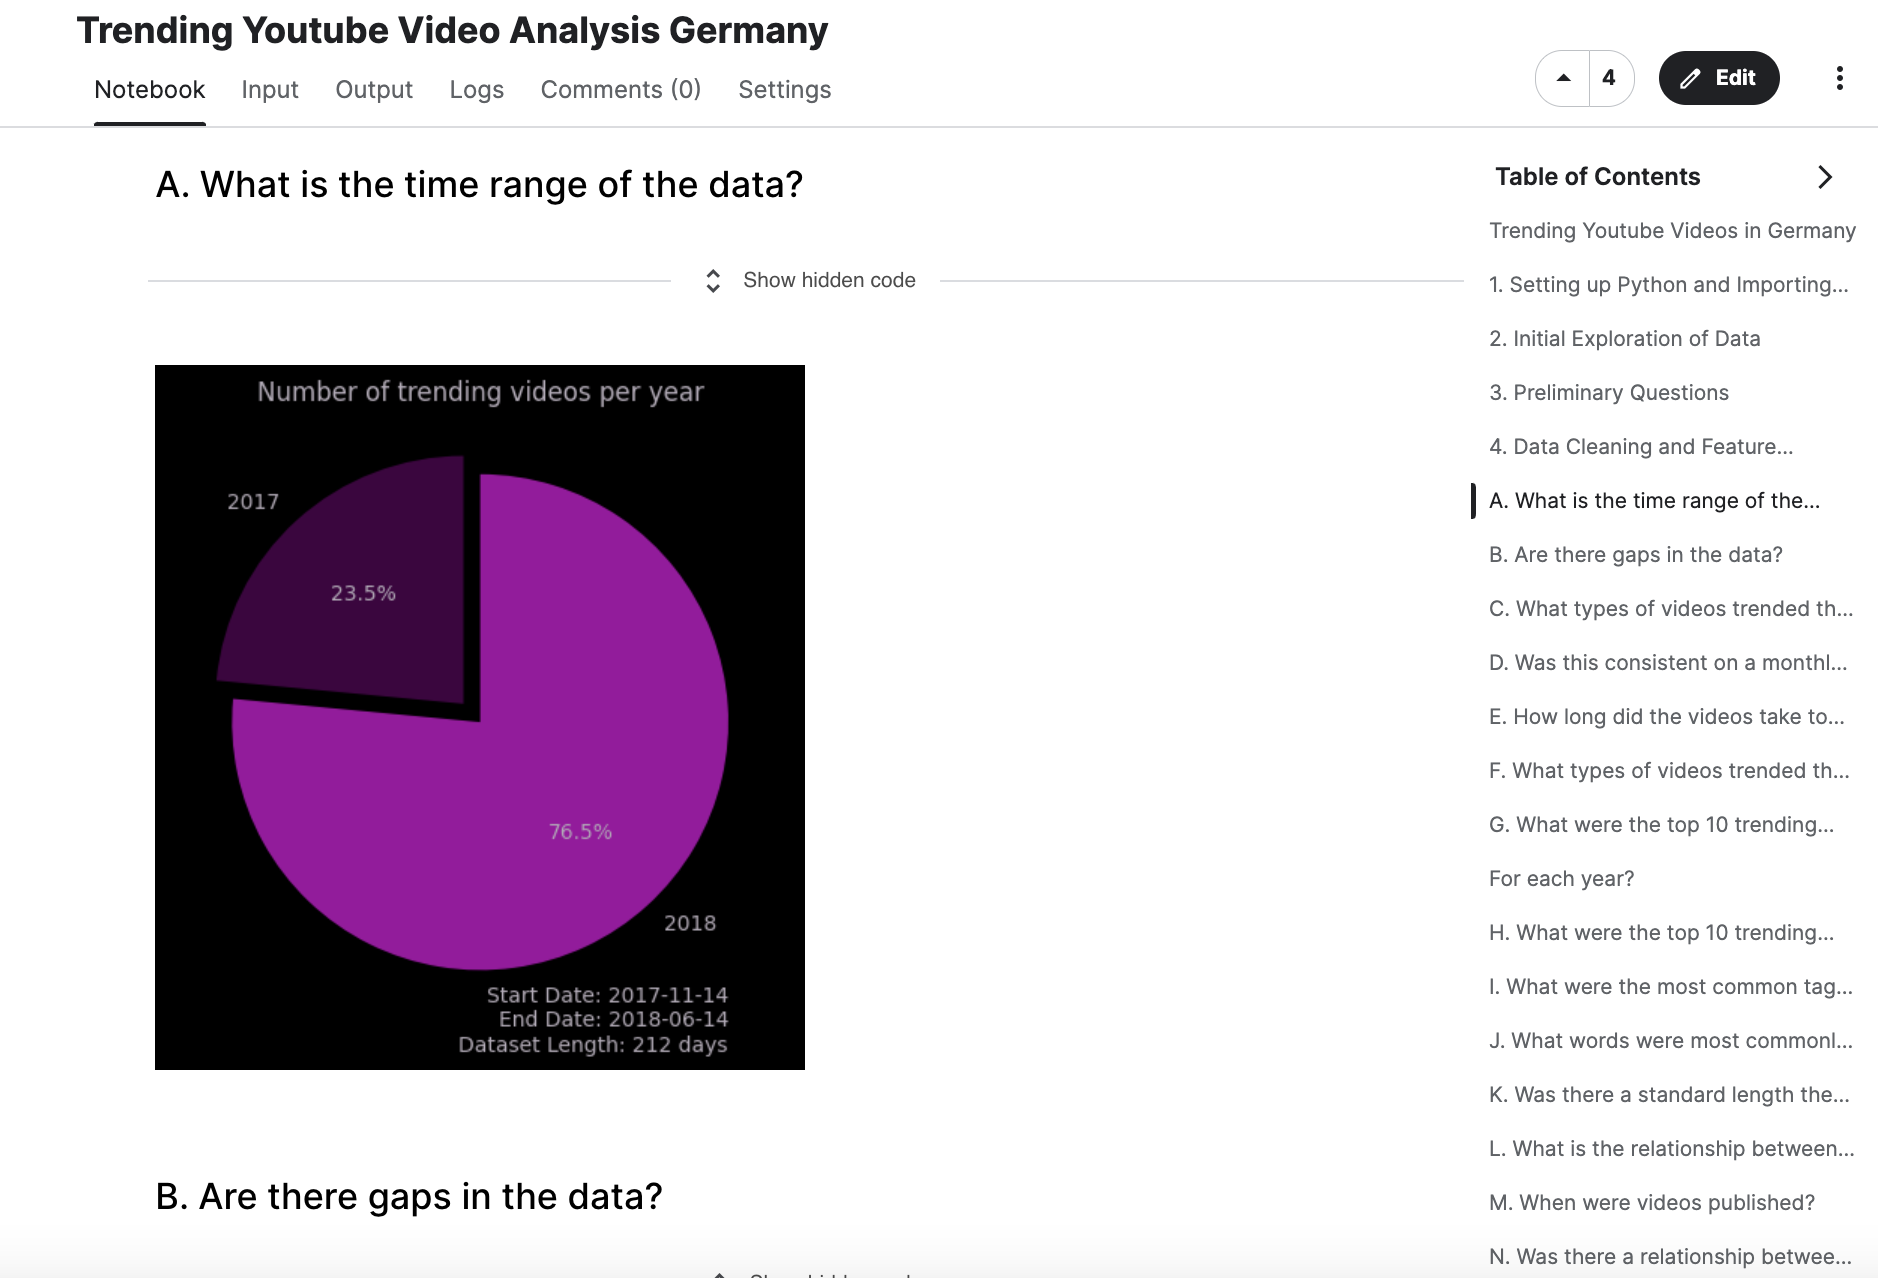 Trending Youtube Video Analysis Germany
Notebook Input Output Logs Comments (0) Settings
4
Edit
A. What is the time range of the data?
Show hidden code
Number of trending videos per year
2017
23.5%
76.5%
2018
Start Date: 2017-11-14
End Date: 2018-06-14
Dataset Length: 212 days
B. Are there gaps in the data?
Table of Contents
Trending Youtube Videos in Germany
1. Setting up Python and Importing...
2. Initial Exploration of Data
3. Preliminary Questions
4. Data Cleaning and Feature...
A. What is the time range of the...
B. Are there gaps in the data?
C. What types of videos trended th...
D. Was this consistent on a monthl...
E. How long did the videos take to...
F. What types of videos trended th...
G. What were the top 10 trending...
For each year?
H. What were the top 10 trending...
I. What were the most common tag...
J. What words were most commonl...
K. Was there a standard length the...
L. What is the relationship between...
M. When were videos published?
N. Was there a relationship betwee...